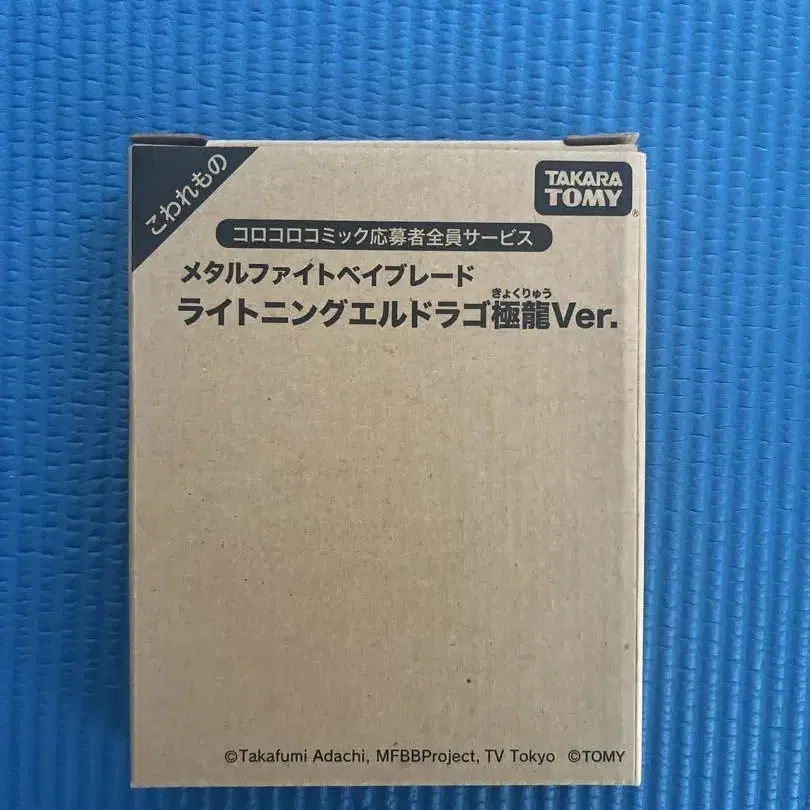 こわれもの
TAKARA
TOMY®
コロコロコミック応募者全員サービス
メタルファイトベイブレード
きょくりゅう
ライトニングエルドラゴ極龍Ver.
©Takafumi Adachi, MFBBProject, TV Tokyo ©TOMY